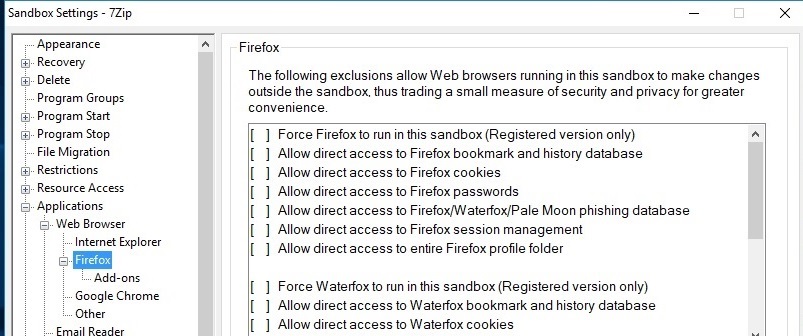 Sandbox Settings - 7Zip
Appearance
Recovery
Delete
Program Groups
Program Start
Program Stop
File Migration
Restrictions
Resource Access
Applications
Web Browser
Internet Explorer
Firefox
Add-ons
Google Chrome
Other
Email Reader
Firefox
The following exclusions allow Web browsers running in this sandbox to make changes
outside the sandbox, thus trading a small measure of security and privacy for greater
convenience.
[ ] Force Firefox to run in this sandbox (Registered version only)
[ ] Allow direct access to Firefox bookmark and history database
[ ] Allow direct access to Firefox cookies
[ ] Allow direct access to Firefox passwords
[ ] Allow direct access to Firefox/Waterfox/Pale Moon phishing database
[ ] Allow direct access to Firefox session management
[ ] Allow direct access to entire Firefox profile folder
[ ] Force Waterfox to run in this sandbox (Registered version only)
[ ] Allow direct access to Waterfox bookmark and history database
[ ] Allow direct access to Waterfox cookies